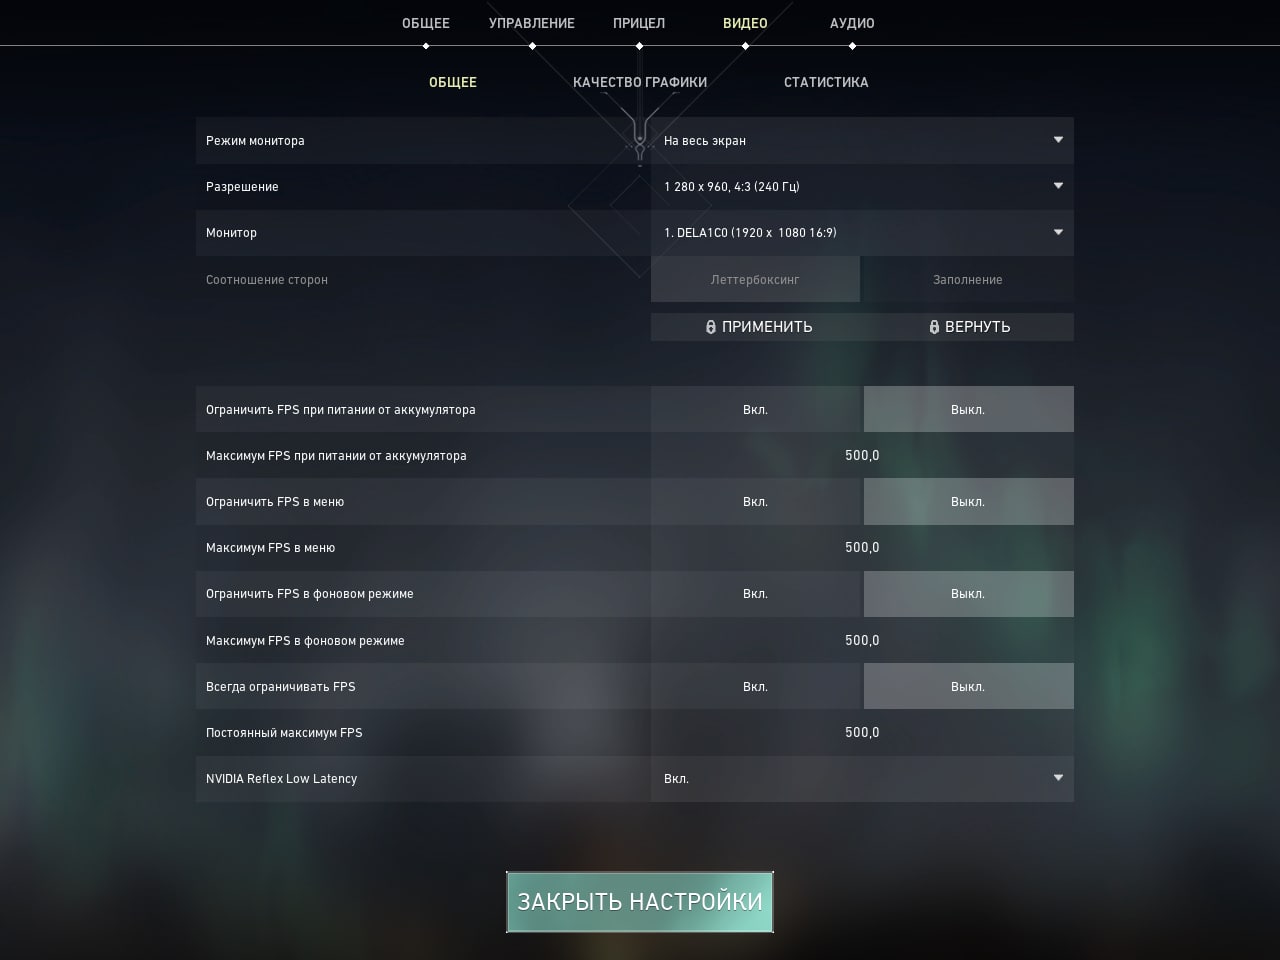 ОБЩЕЕ УПРАВЛЕНИЕ ПРИЦЕЛ ВИДЕО АУДИО
ОБЩЕЕ КАЧЕСТВО ГРАФИКИ СТАТИСТИКА
Режим монитора На весь экран
Разрешение 1 280 x 960, 4:3 (240 Гц)
Монитор 1. DELA1C0 (1920 x  1080 16:9)
Соотношение сторон Леттербоксинг Заполнение
ПРИМЕНИТЬ ВЕРНУТЬ
Ограничить FPS при питании от аккумулятора Вкл. Выкл.
Максимум FPS при питании от аккумулятора 500,0
Ограничить FPS в меню Вкл. Выкл.
Максимум FPS в меню 500,0
Ограничить FPS в фоновом режиме Вкл. Выкл.
Максимум FPS в фоновом режиме 500,0
Всегда ограничивать FPS Вкл. Выкл.
Постоянный максимум FPS 500,0
NVIDIA Reflex Low Latency Вкл.
ЗАКРЫТЬ НАСТРОЙКИ